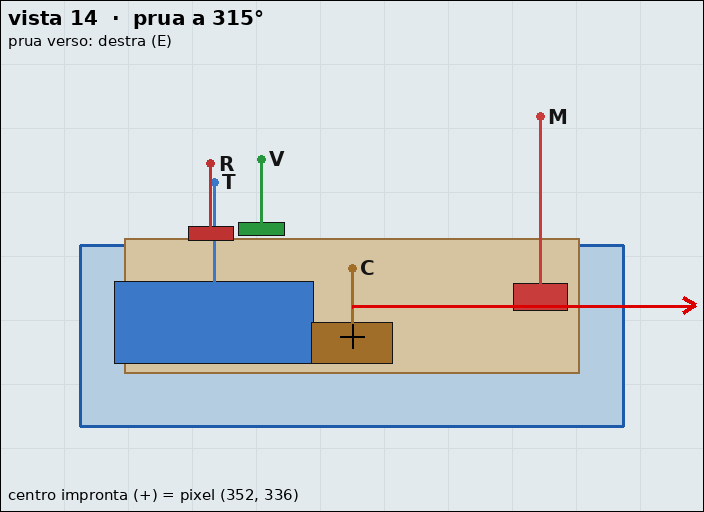 vista 14 · prua a 315°
prua verso: destra (E)
M
R
V
T
C
centro impronta (+) = pixel (352, 336)